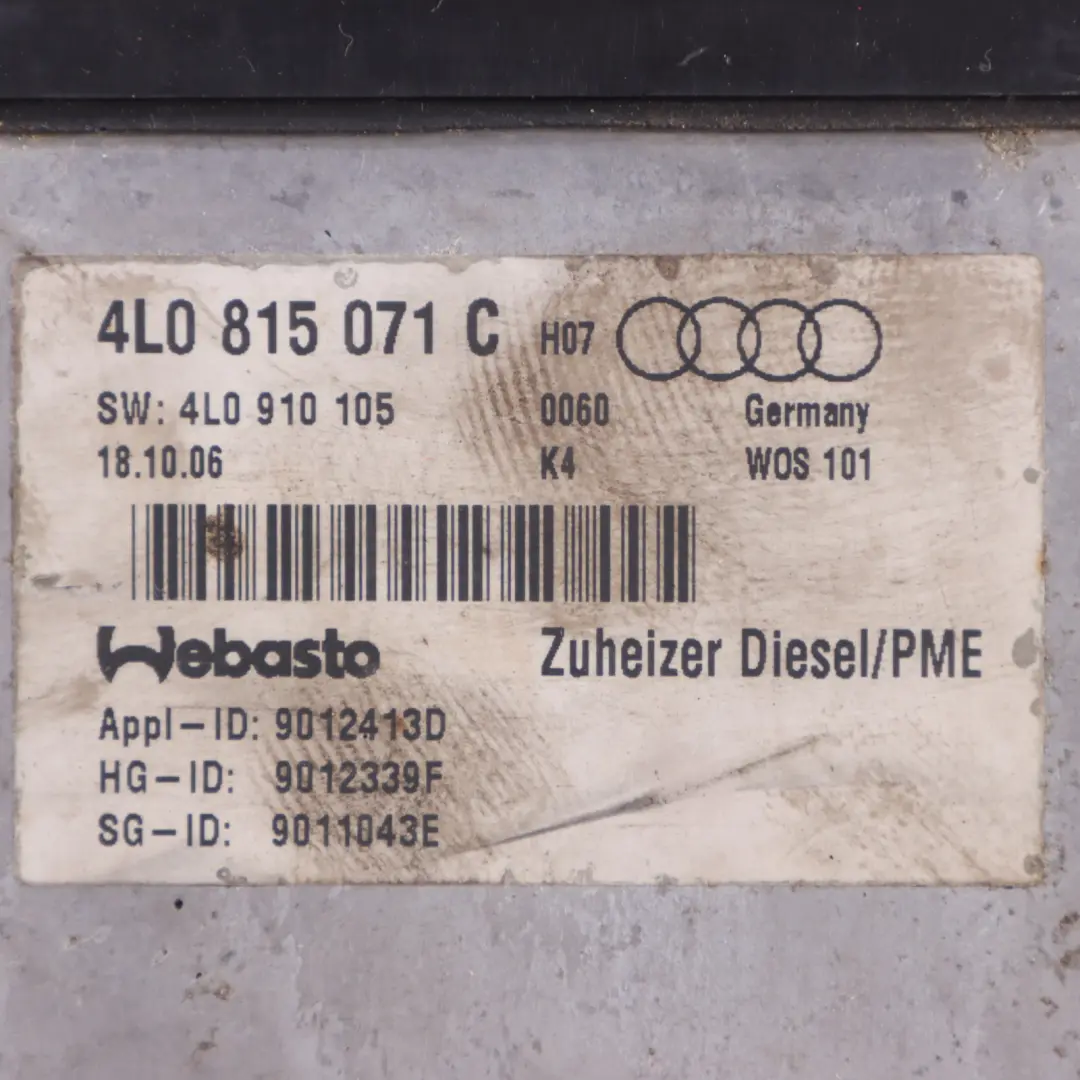 4L0 815 071 C H07
SW: 4L0 910 105 0060 Germany
18.10.06 K4 WOS 101
Webasto Zuheizer Diesel/PME
Appl-ID: 9012413D
HG-ID: 9012339F
SG-ID: 9011043E